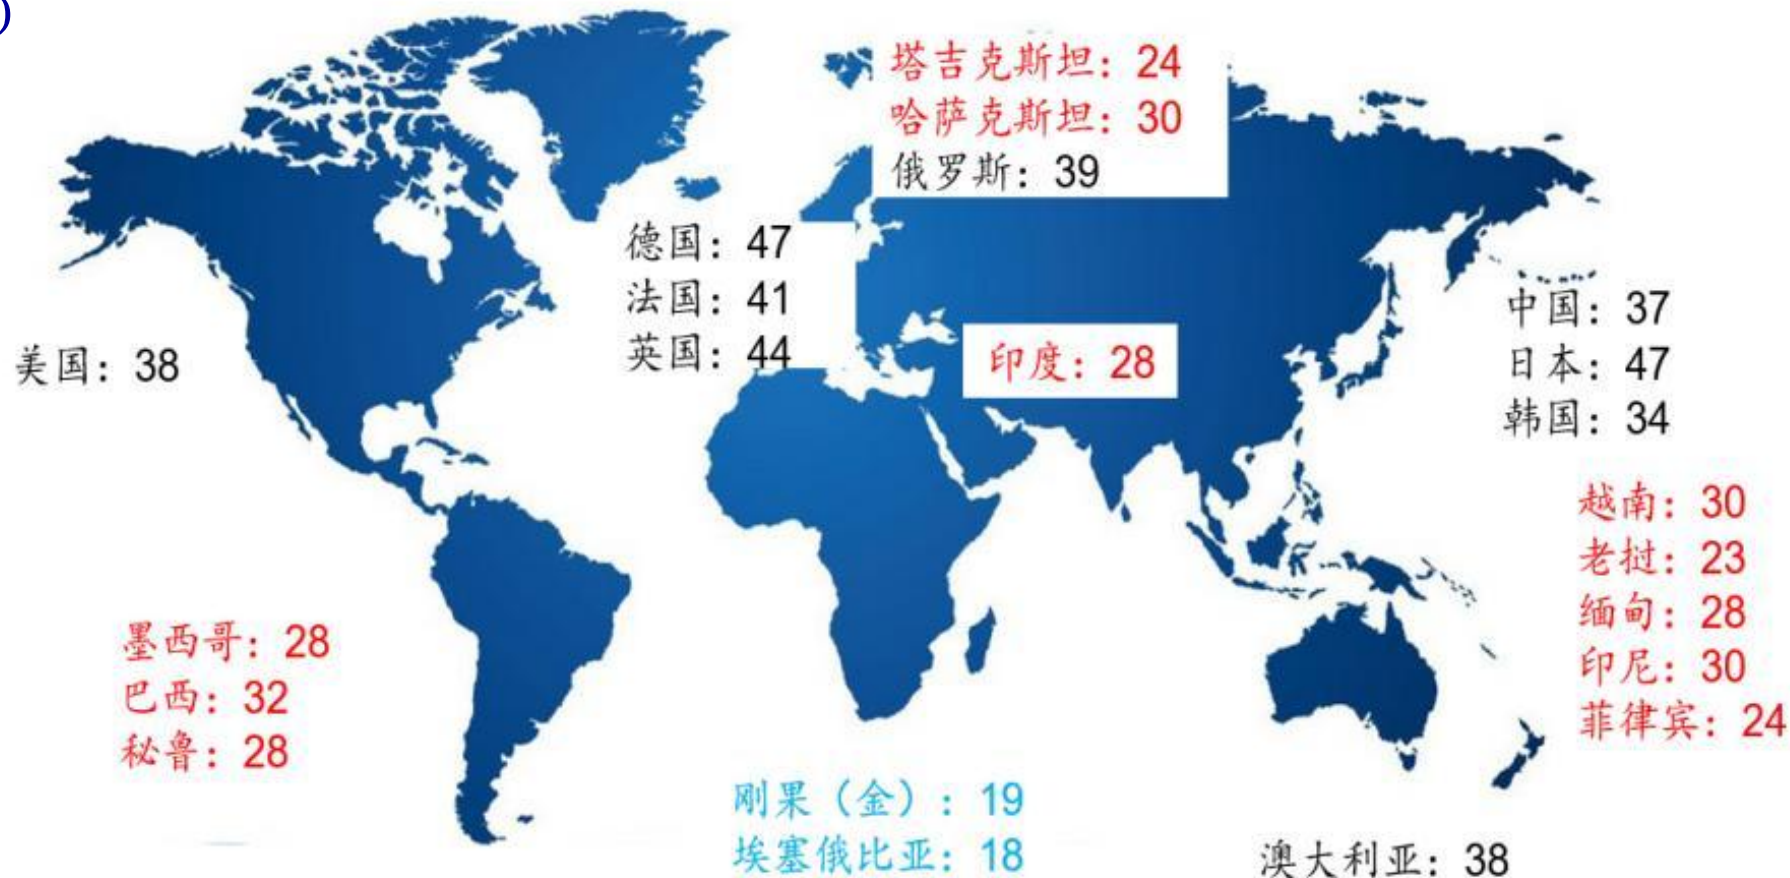 )
塔吉克斯坦：24
哈萨克斯坦：30
俄罗斯：39
德国：47
法国：41
英国：44
印度：28
美国：38
中国：37
日本：47
韩国：34
越南：30
老挝：23
缅甸：28
印尼：30
菲律宾：24
墨西哥：28
巴西：32
秘鲁：28
刚果（金）：19
埃塞俄比亚：18
澳大利亚：38